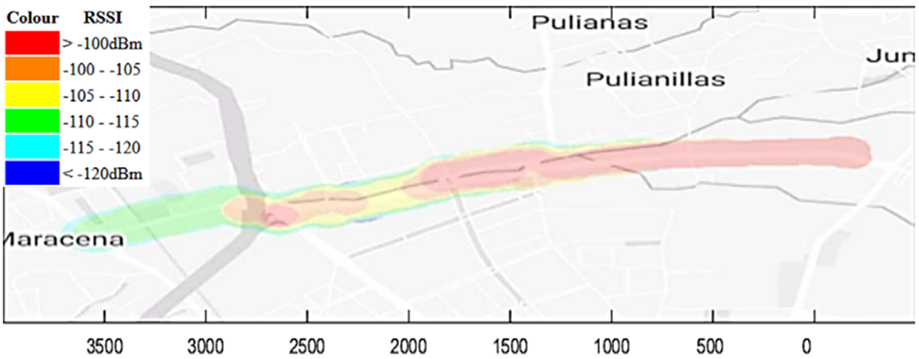 Colour RSSI
> -100dBm
-100 - -105
-105 - -110
-110 - -115
-115 - -120
< -120dBm
Pulianas
Jun
Pulianillas
Maracena
3500 3000 2500 2000 1500 1000 500 0